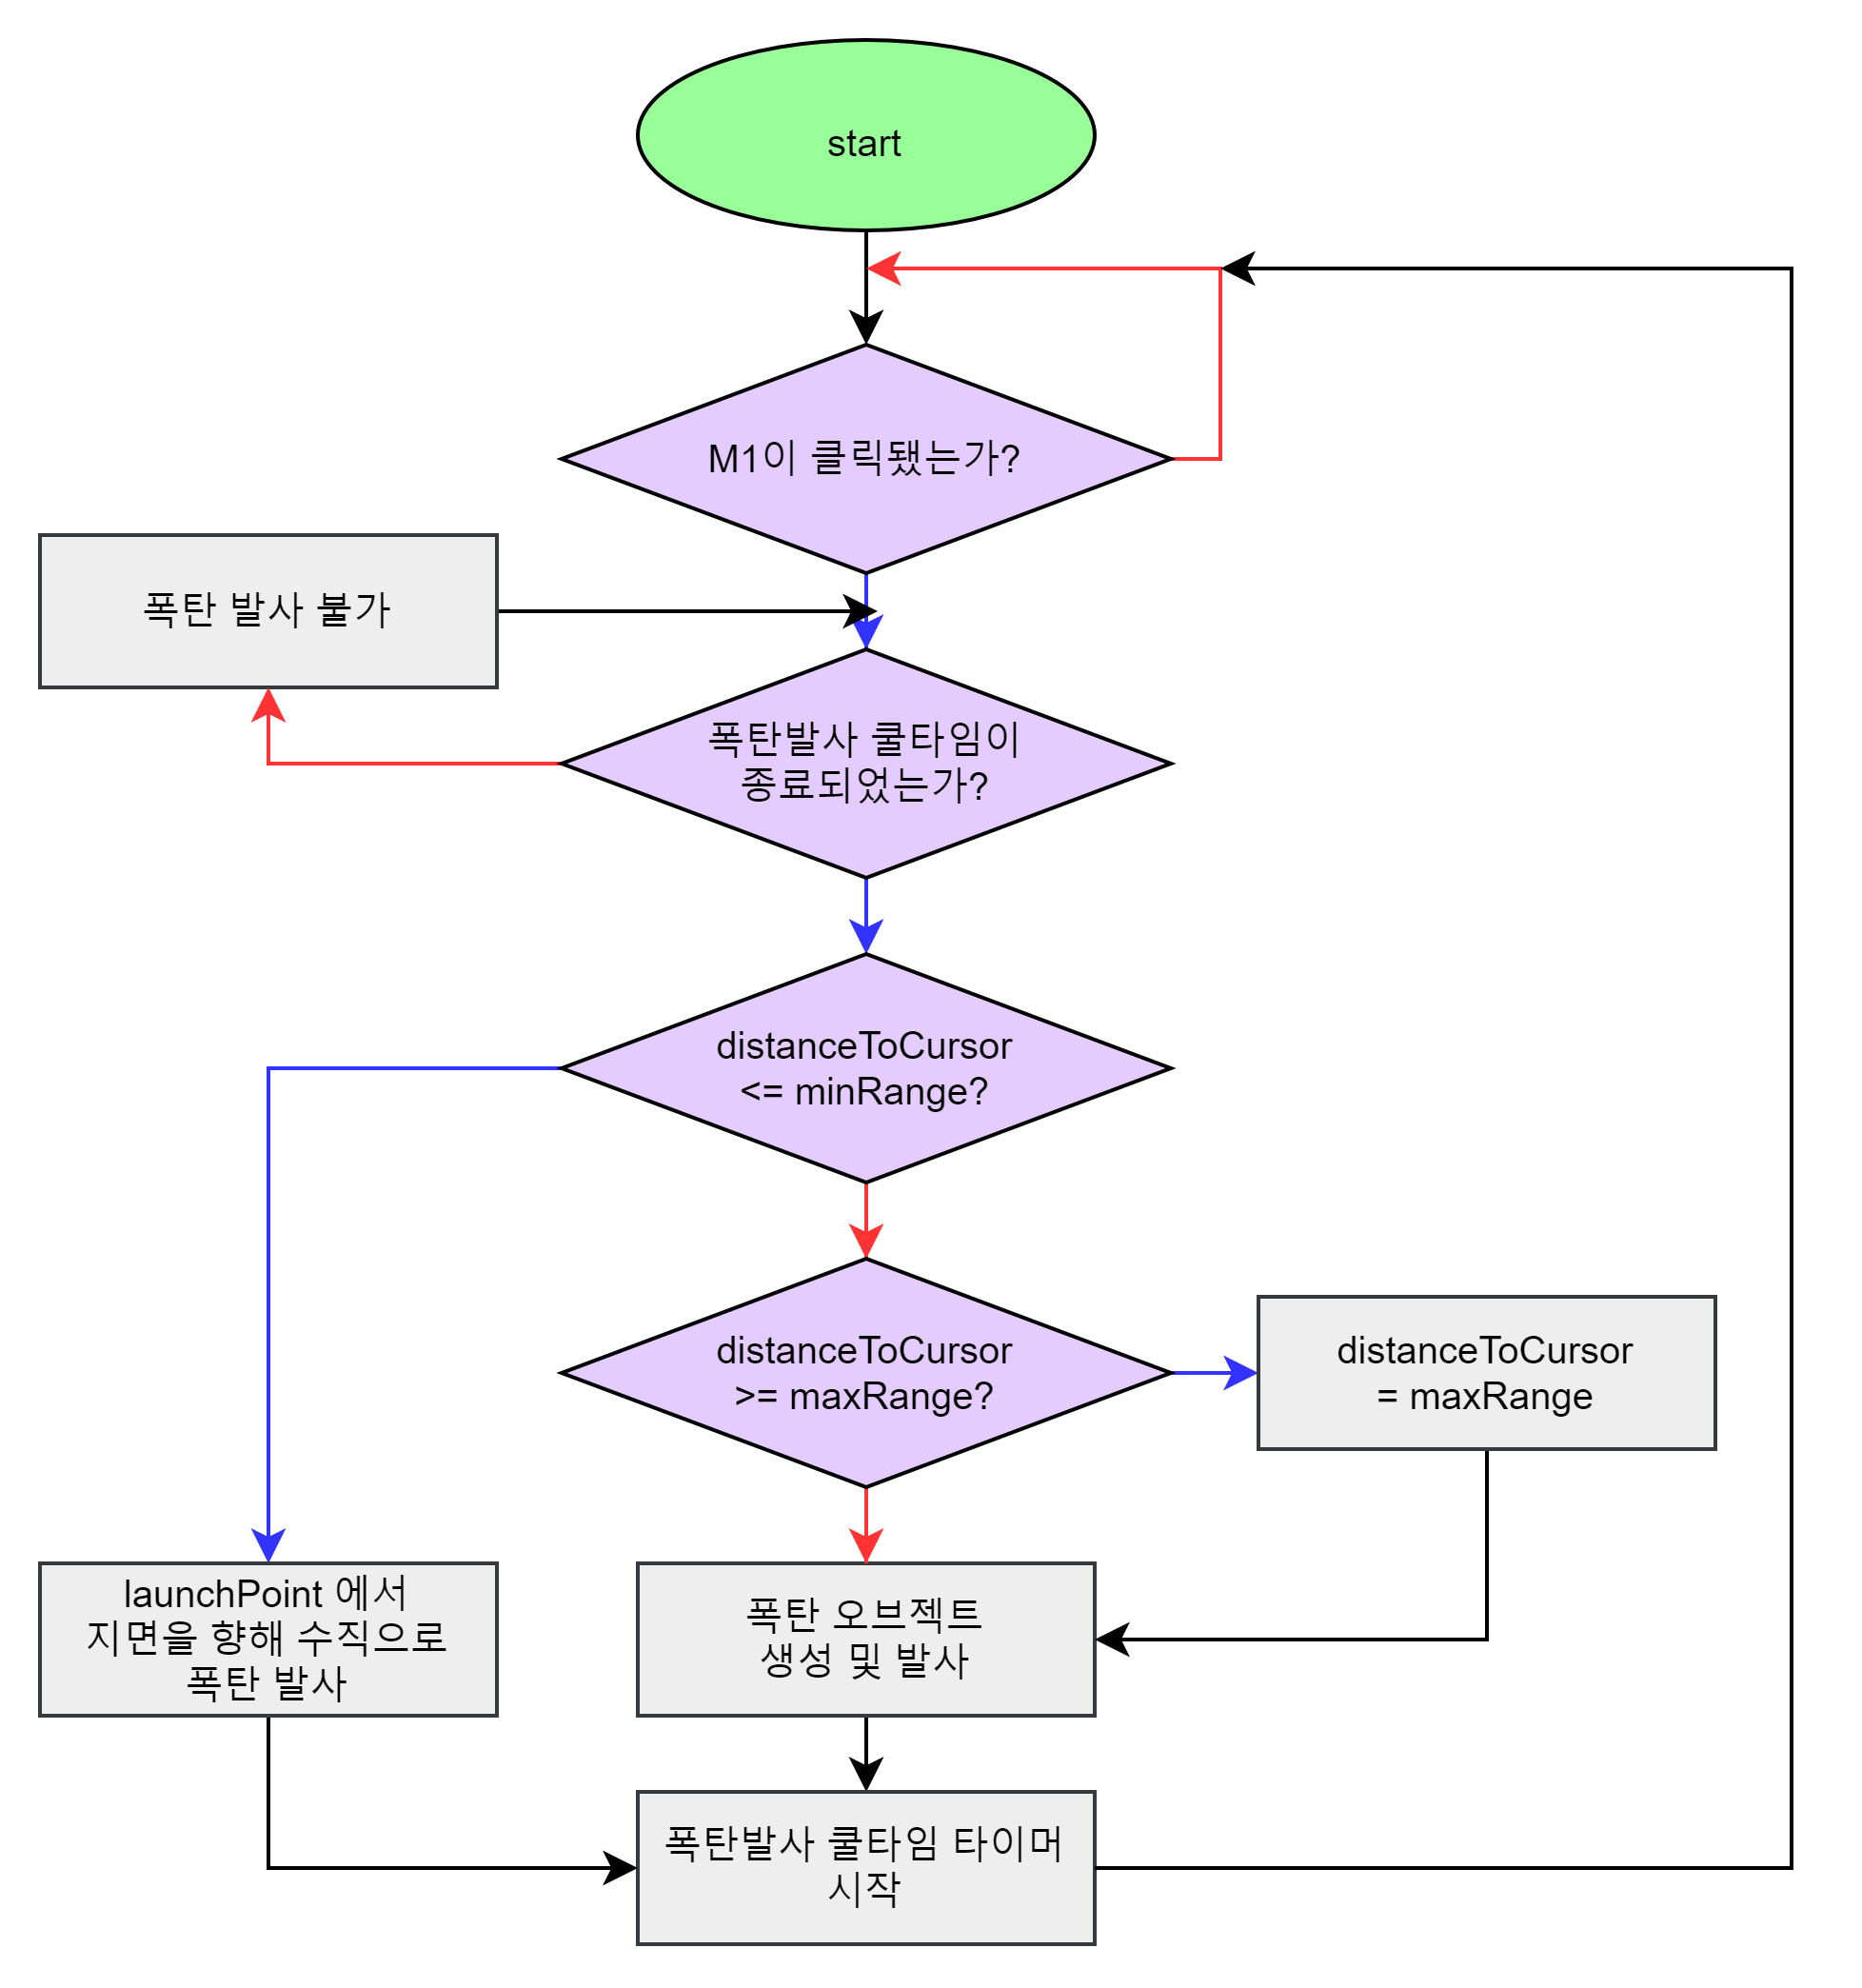 start
M1이 클릭됐는가?
폭탄 발사 불가
폭탄발사 쿨타임이
종료되었는가?
distanceToCursor
<= minRange?
distanceToCursor
>= maxRange?
distanceToCursor
= maxRange
launchPoint 에서
지면을 향해 수직으로
폭탄 발사
폭탄 오브젝트
생성 및 발사
폭탄발사 쿨타임 타이머
시작